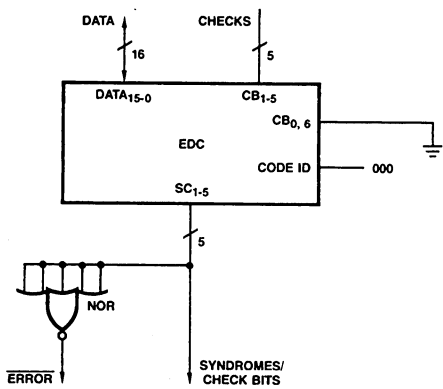 DATA
CHECKS
16
5
DATA15-0
CB1-5
CB0, 6
EDC
CODE ID
000
SC1-5
5
NOR
ERROR
SYNDROMES/
CHECK BITS